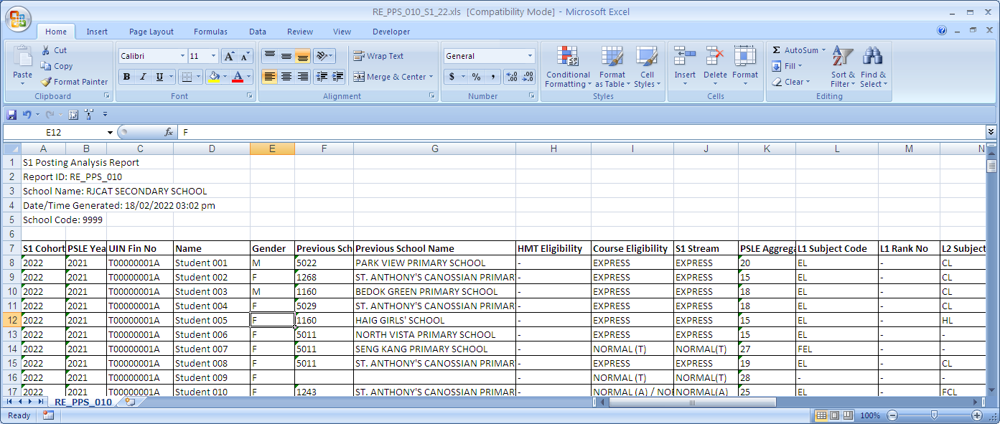 RE_PPS_010_S1_22.xls [Compatibility Mode] - Microsoft Excel
Home Insert Page Layout Formulas Data Review View Developer
Cut Calibri 11 A A Wrap Text General Conditional Formatting Format as Table Cell Styles Insert Delete Format Σ AutoSum Sort & Filter Find & Select
Paste Copy Fill
Format Painter B I U A Merge & Center $ % , .0 .00 .00 .0 Clear
Clipboard Font Alignment Number Styles Cells Editing
E12 fx F
A B C D E F G H I J K L M N
1 S1 Posting Analysis Report
2 Report ID: RE_PPS_010
3 School Name: RJCAT SECONDARY SCHOOL
4 Date/Time Generated: 18/02/2022 03:02 pm
5 School Code: 9999
6
7 S1 Cohort PSLE Yea UIN Fin No Name Gender Previous Sch Previous School Name HMT Eligibility Course Eligibility S1 Stream PSLE Aggrega L1 Subject Code L1 Rank No L2 Subject
8 2022 2021 T00000001A Student 001 M 5022 PARK VIEW PRIMARY SCHOOL - EXPRESS EXPRESS 20 EL - CL
9 2022 2021 T00000001A Student 002 F 1268 ST. ANTHONY'S CANOSSIAN PRIMAR - EXPRESS EXPRESS 15 EL - CL
10 2022 2021 T00000001A Student 003 M 1160 BEDOK GREEN PRIMARY SCHOOL - EXPRESS EXPRESS 18 EL - CL
11 2022 2021 T00000001A Student 004 F 5029 ST. ANTHONY'S CANOSSIAN PRIMAR - EXPRESS EXPRESS 18 EL - CL
12 2022 2021 T00000001A Student 005 F 1160 HAIG GIRLS' SCHOOL - EXPRESS EXPRESS 15 EL - HL
13 2022 2021 T00000001A Student 006 F 5011 NORTH VISTA PRIMARY SCHOOL - EXPRESS EXPRESS 15 EL - -
14 2022 2021 T00000001A Student 007 F 5011 SENG KANG PRIMARY SCHOOL - NORMAL (T) NORMAL(T) 27 FEL - -
15 2022 2021 T00000001A Student 008 F 5011 ST. ANTHONY'S CANOSSIAN PRIMAR - EXPRESS EXPRESS 19 EL - CL
16 2022 2021 T00000001A Student 009 F - NORMAL (T) NORMAL(T) 28 - - -
17 2022 2021 T00000001A Student 010 F 1243 ST. ANTHONY'S CANOSSIAN PRIMAR - NORMAL (A) / NOR NORMAL(A) 25 EL - FCL
RE_PPS_010
Ready 100%